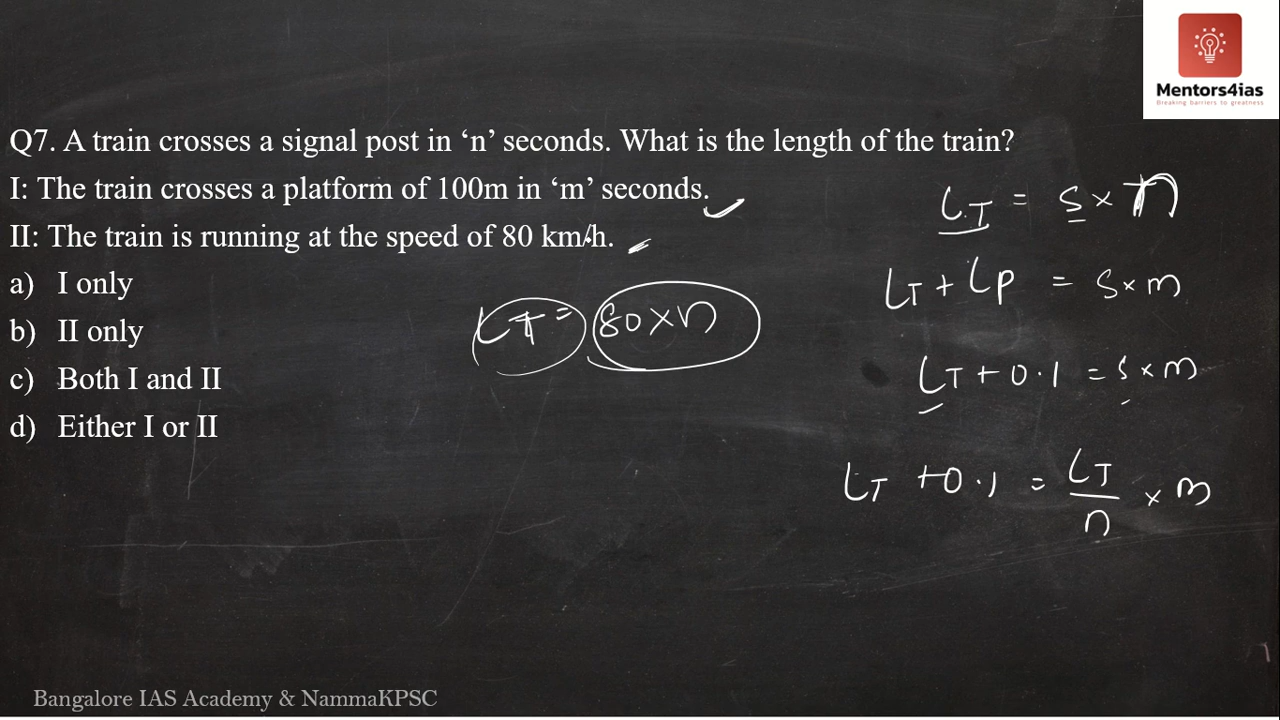 Mentors4ias
Breaking barriers to greatness
Q7. A train crosses a signal post in ‘n’ seconds. What is the length of the train?
I: The train crosses a platform of 100m in ‘m’ seconds.
II: The train is running at the speed of 80 km/h.
a) I only
b) II only
c) Both I and II
d) Either I or II
LT = 80 × n
LT = S × n
LT + LP = S × m
LT + 0.1 = S × m
LT + 0.1 = LT/n × m
Bangalore IAS Academy & NammaKPSC